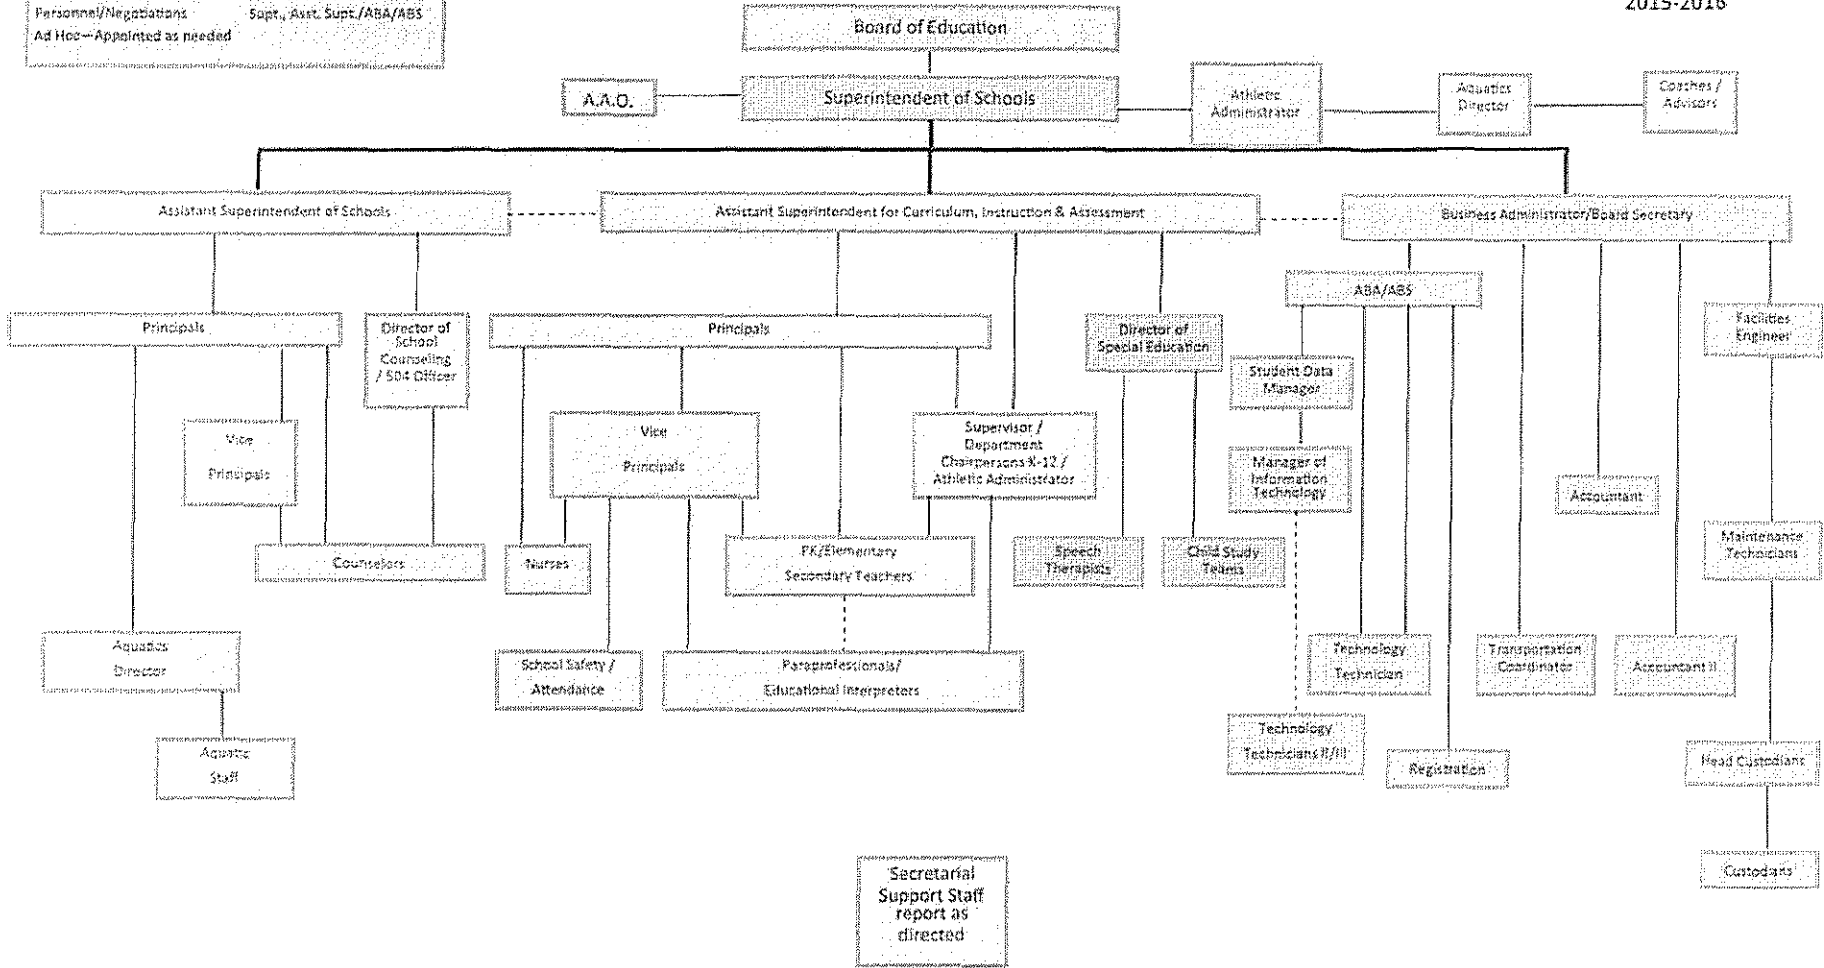 Personnel/Negotiations Supt., Asst. Supt./ABA/ABS
Ad Hoc—Appointed as needed
2015-2016
Board of Education
A.A.O.
Superintendent of Schools
Athletic
Administrator
Aquatics
Director
Coaches /
Advisors
Assistant Superintendent of Schools
Assistant Superintendent for Curriculum, Instruction & Assessment
Business Administrator/Board Secretary
ABA/ABS
Principals
Director of
School
Counseling
/ 504 Officer
Principals
Director of
Special Education
Facilities
Engineer
Student Data
Manager
Vice
Principals
Vice
Principals
Supervisor /
Department
Chairpersons K-12 /
Athletic Administrator
Manager of
Information
Technology
Accountant
Maintenance
Technicians
Counselors
Nurses
PK/Elementary
Secondary Teachers
Speech
Therapists
Child Study
Teams
Aquatics
Director
School Safety /
Attendance
Paraprofessionals/
Educational Interpreters
Technology
Technician
Transportation
Coordinator
Accountant II
Aquatic
Staff
Technology
Technicians II/III
Registration
Head Custodians
Custodians
Secretarial
Support Staff
report as
directed